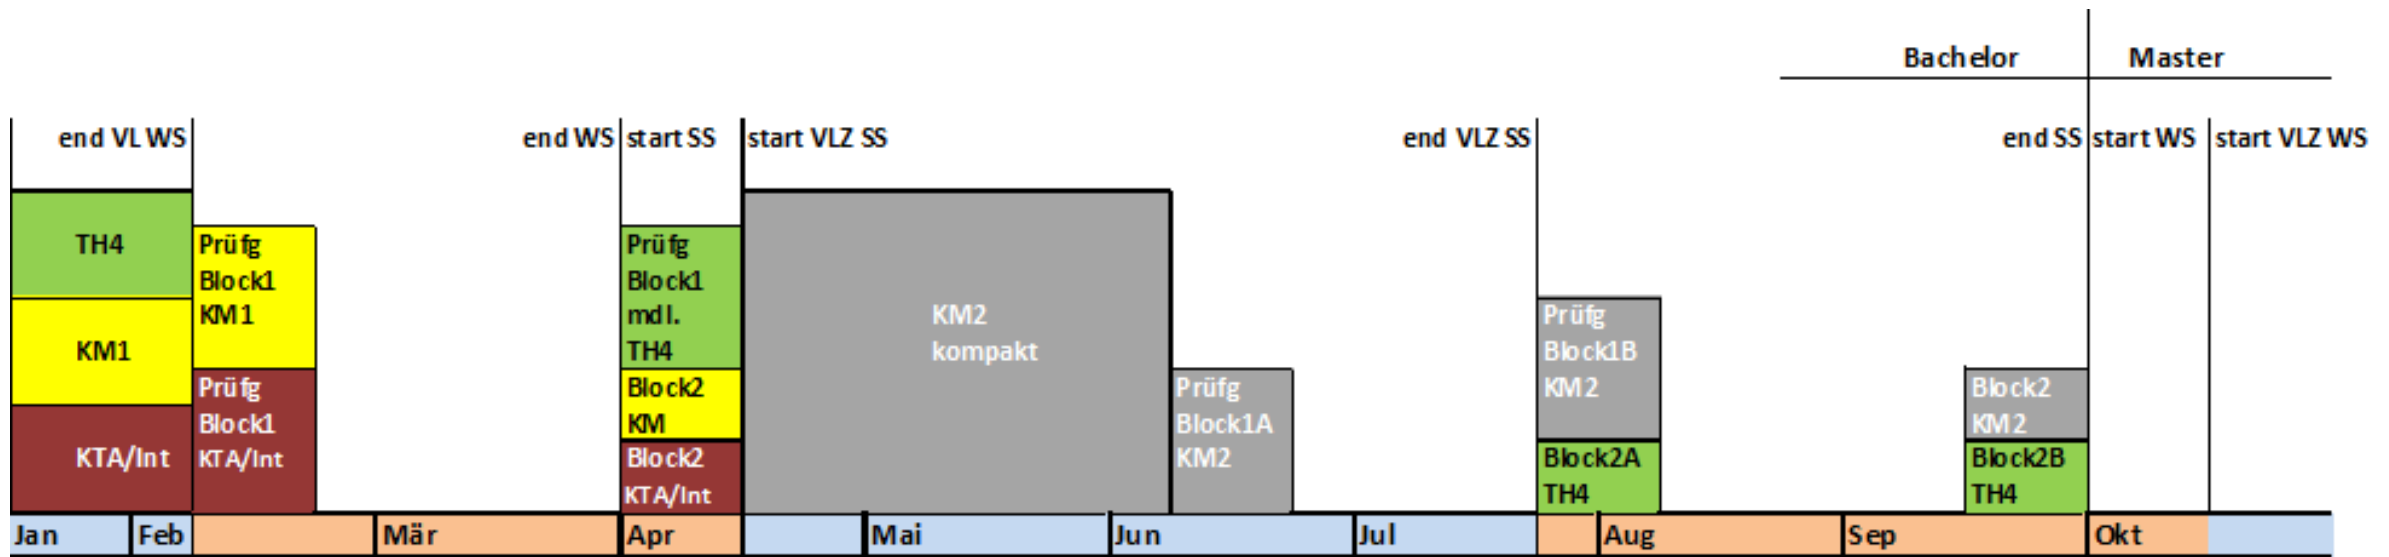 Bachelor Master
end VL WS end WS start SS start VLZ SS end VLZ SS end SS start WS start VLZ WS
TH4
KM1
KTA/Int
Prüfg
Block1
KM1
Prüfg
Block1
KTA/Int
Prüfg
Block1
mdl.
TH4
Block2
KM
Block2
KTA/Int
KM2
kompakt
Prüfg
Block1A
KM2
Prüfg
Block1B
KM2
Block2A
TH4
Block2
KM2
Block2B
TH4
Jan Feb Mär Apr Mai Jun Jul Aug Sep Okt